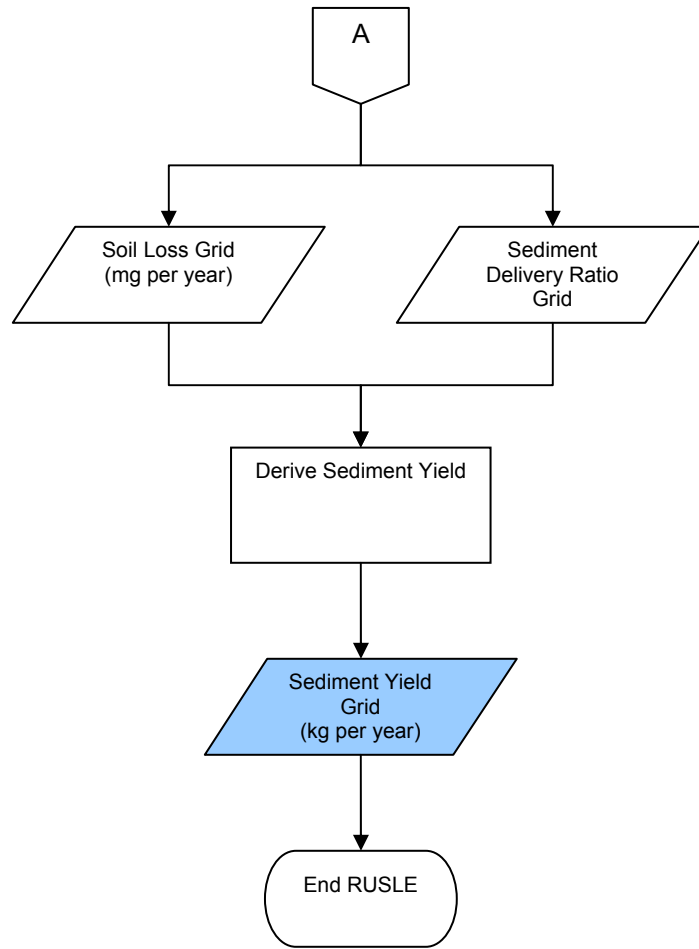 A
Soil Loss Grid
(mg per year)
Sediment
Delivery Ratio
Grid
Derive Sediment Yield
Sediment Yield
Grid
(kg per year)
End RUSLE